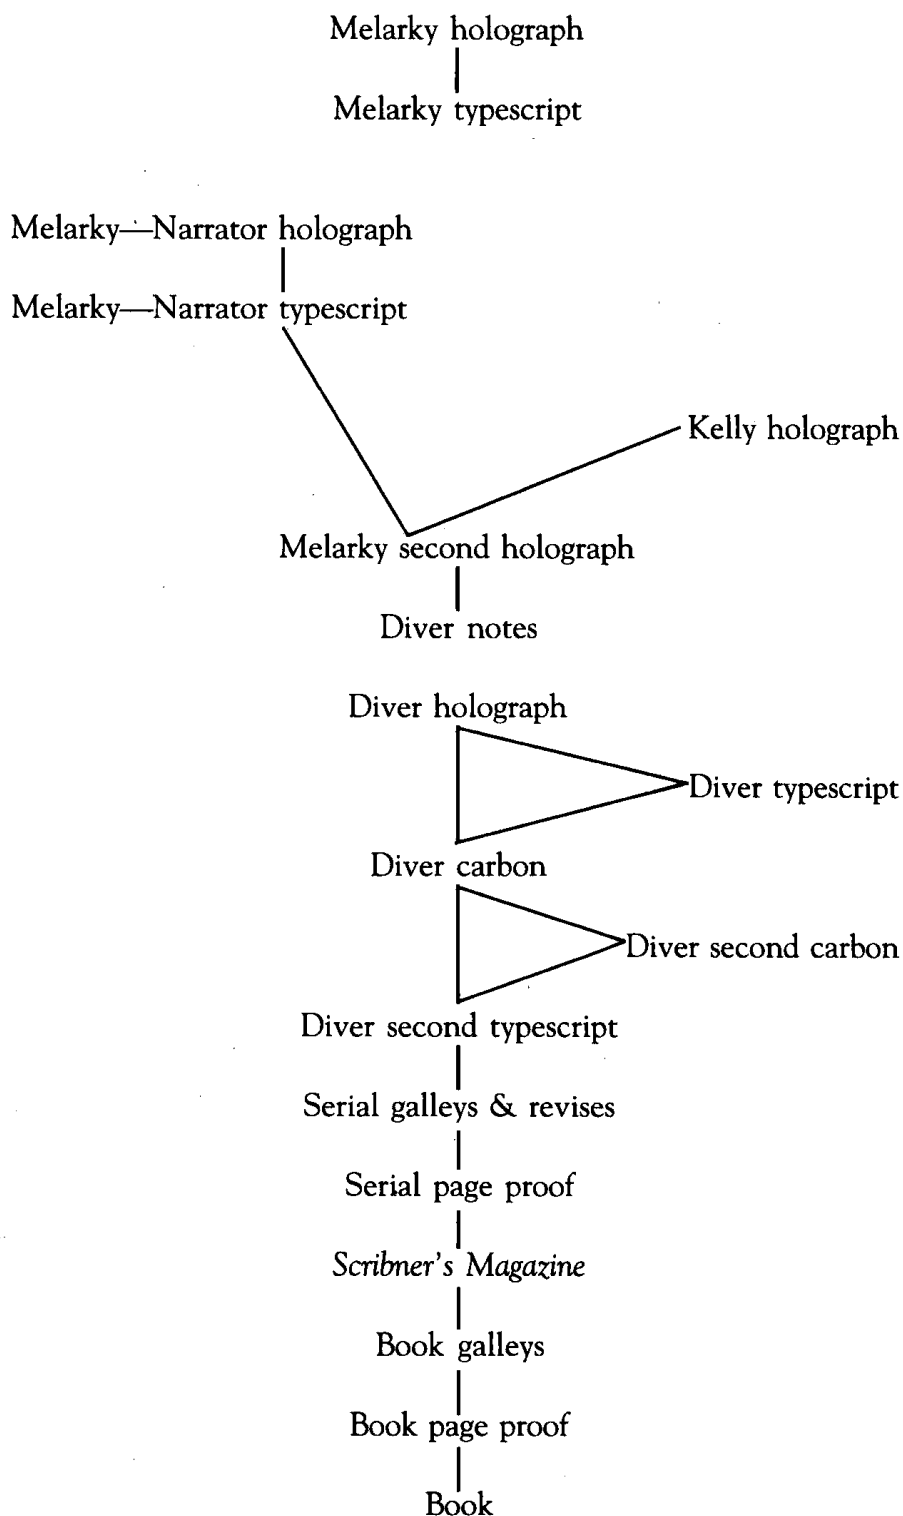 Melarky holograph
Melarky typescript
Melarky—Narrator holograph
Melarky—Narrator typescript
Kelly holograph
Melarky second holograph
Diver notes
Diver holograph
Diver typescript
Diver carbon
Diver second carbon
Diver second typescript
Serial galleys & revises
Serial page proof
Scribner's Magazine
Book galleys
Book page proof
Book